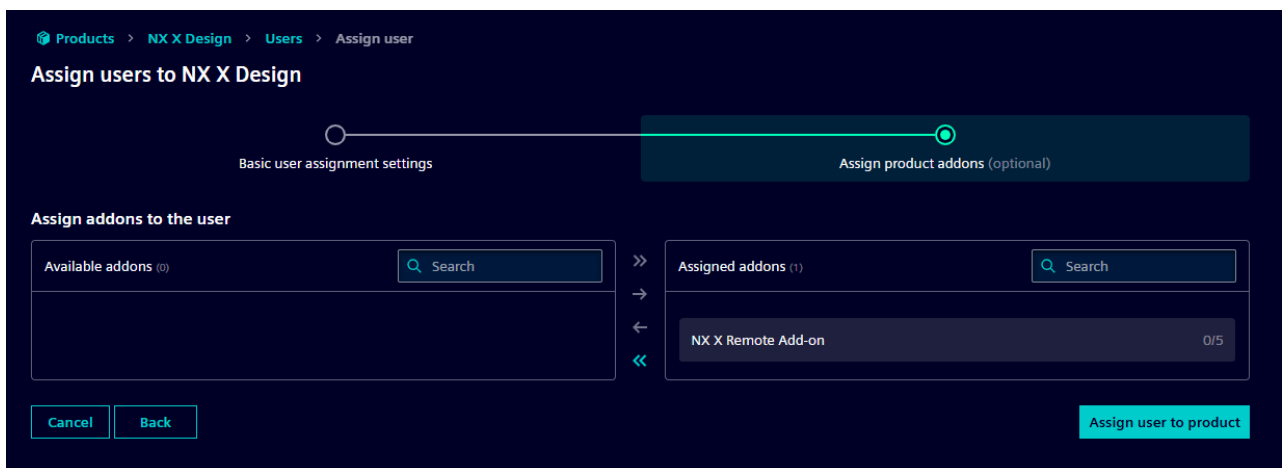 Products > NX X Design > Users > Assign user
Assign users to NX X Design
Basic user assignment settings
Assign product addons (optional)
Assign addons to the user
Available addons (0)
Search
Assigned addons (1)
Search
NX X Remote Add-on 0/5
Cancel
Back
Assign user to product